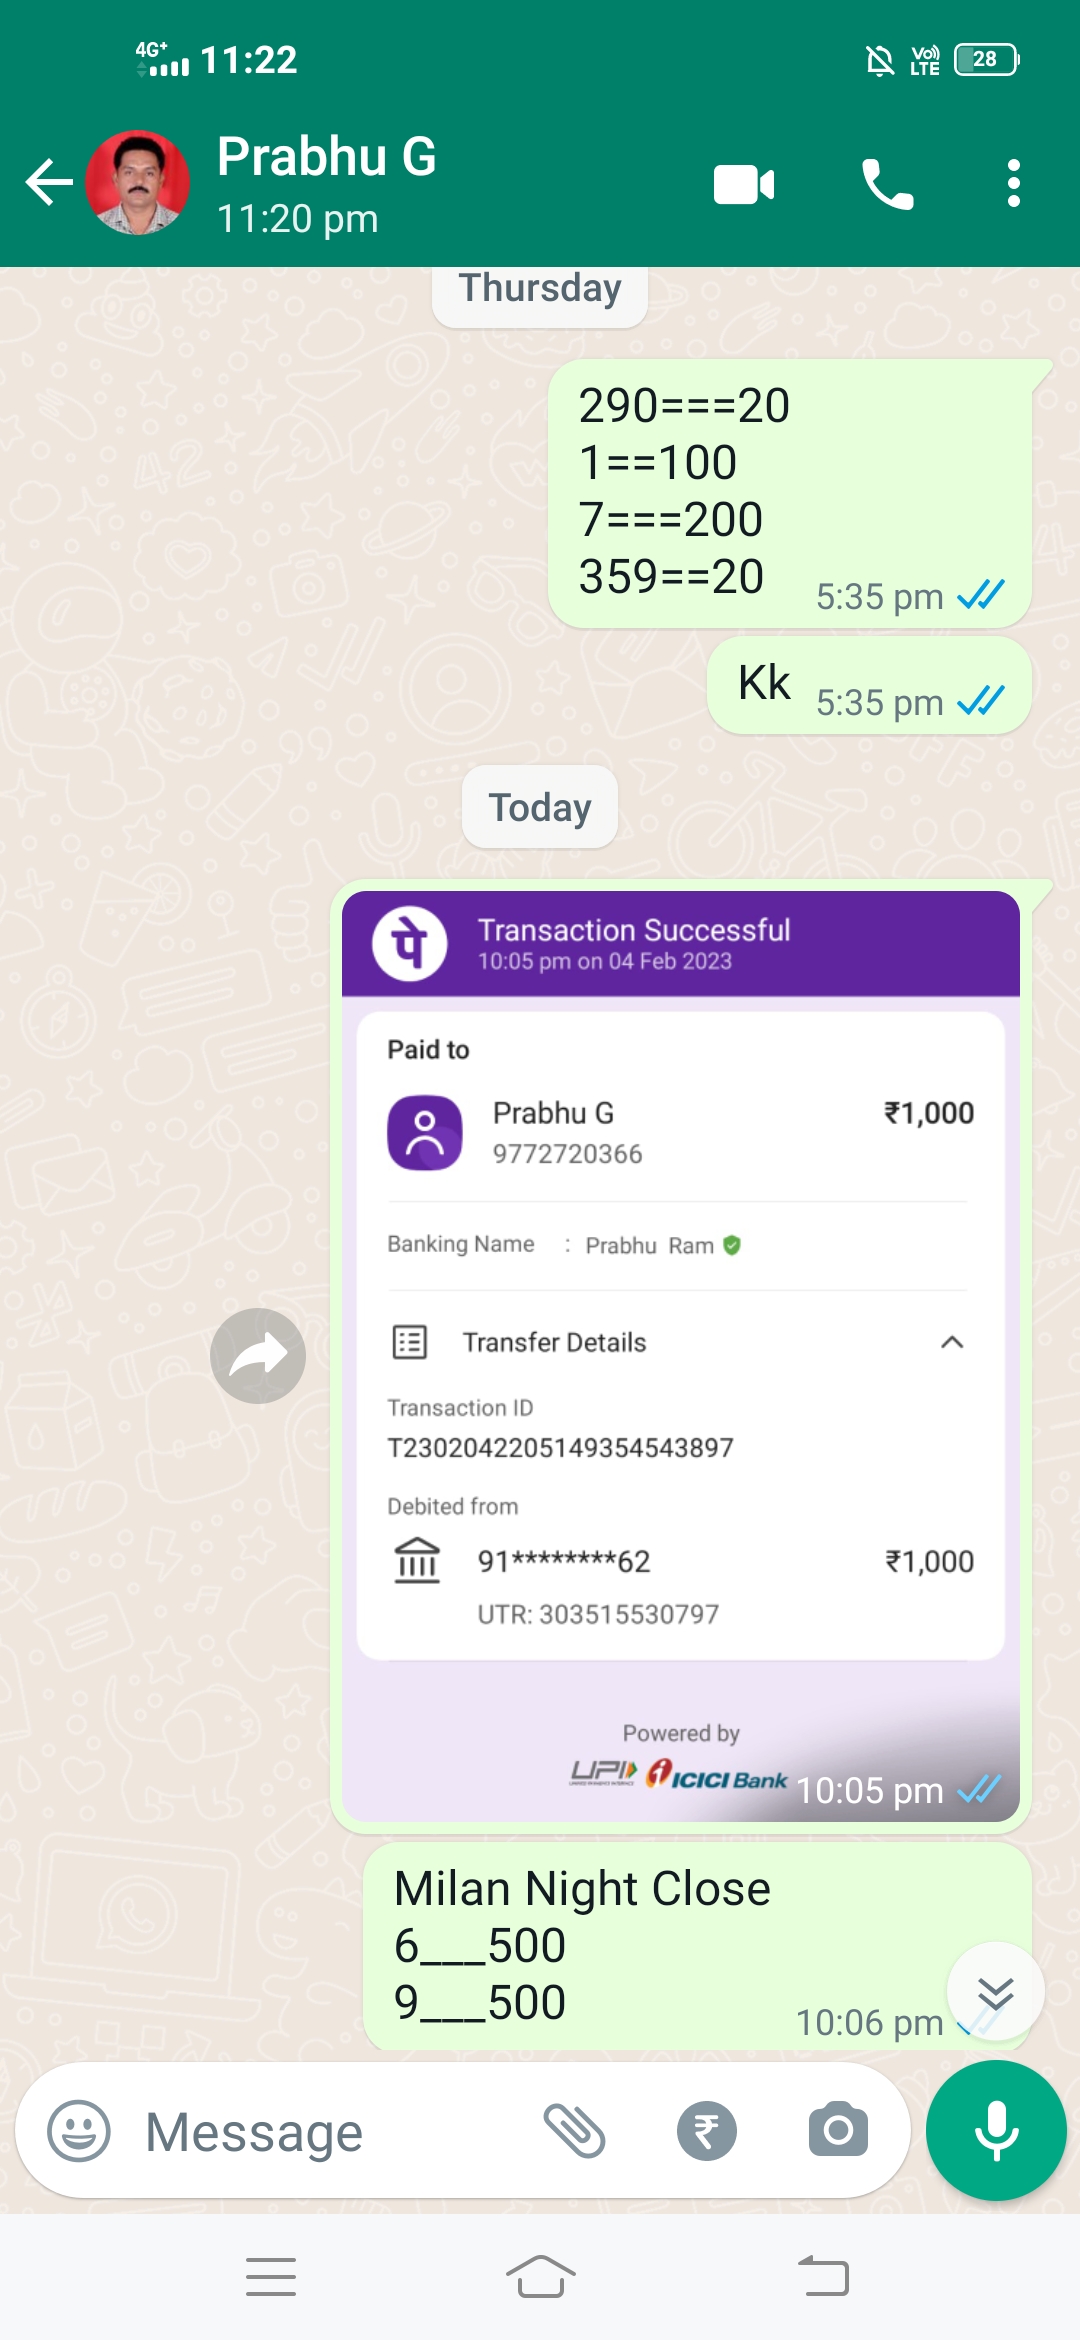 4G+ 11:22
Vo)) LTE 28
Prabhu G
11:20 pm
Thursday
290===20
1==100
7===200
359==20
5:35 pm
Kk 5:35 pm
Today
पे Transaction Successful
10:05 pm on 04 Feb 2023
Paid to
Prabhu G ₹1,000
9772720366
Banking Name : Prabhu Ram
Transfer Details
Transaction ID
T2302042205149354543897
Debited from
91********62 ₹1,000
UTR: 303515530797
Powered by
UPI ICICI Bank
10:05 pm
Milan Night Close
6___500
9___500
10:06 pm
Message ₹